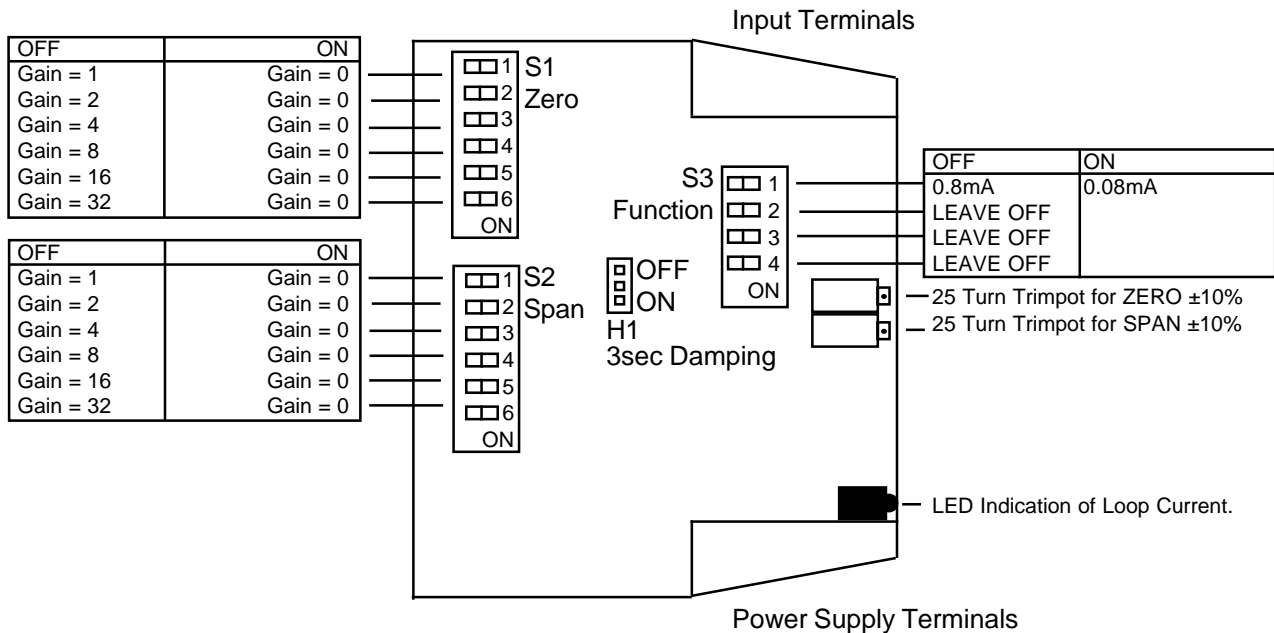 Input Terminals
OFF ON
Gain = 1 Gain = 0
Gain = 2 Gain = 0
Gain = 4 Gain = 0
Gain = 8 Gain = 0
Gain = 16 Gain = 0
Gain = 32 Gain = 0
1
2
3
4
5
6
ON
S1
Zero
OFF ON
Gain = 1 Gain = 0
Gain = 2 Gain = 0
Gain = 4 Gain = 0
Gain = 8 Gain = 0
Gain = 16 Gain = 0
Gain = 32 Gain = 0
1
2
3
4
5
6
ON
S2
Span
OFF
ON
H1
3sec Damping
S3
Function
1
2
3
4
ON
OFF ON
0.8mA 0.08mA
LEAVE OFF
LEAVE OFF
LEAVE OFF
25 Turn Trimpot for ZERO ±10%
25 Turn Trimpot for SPAN ±10%
LED Indication of Loop Current.
Power Supply Terminals